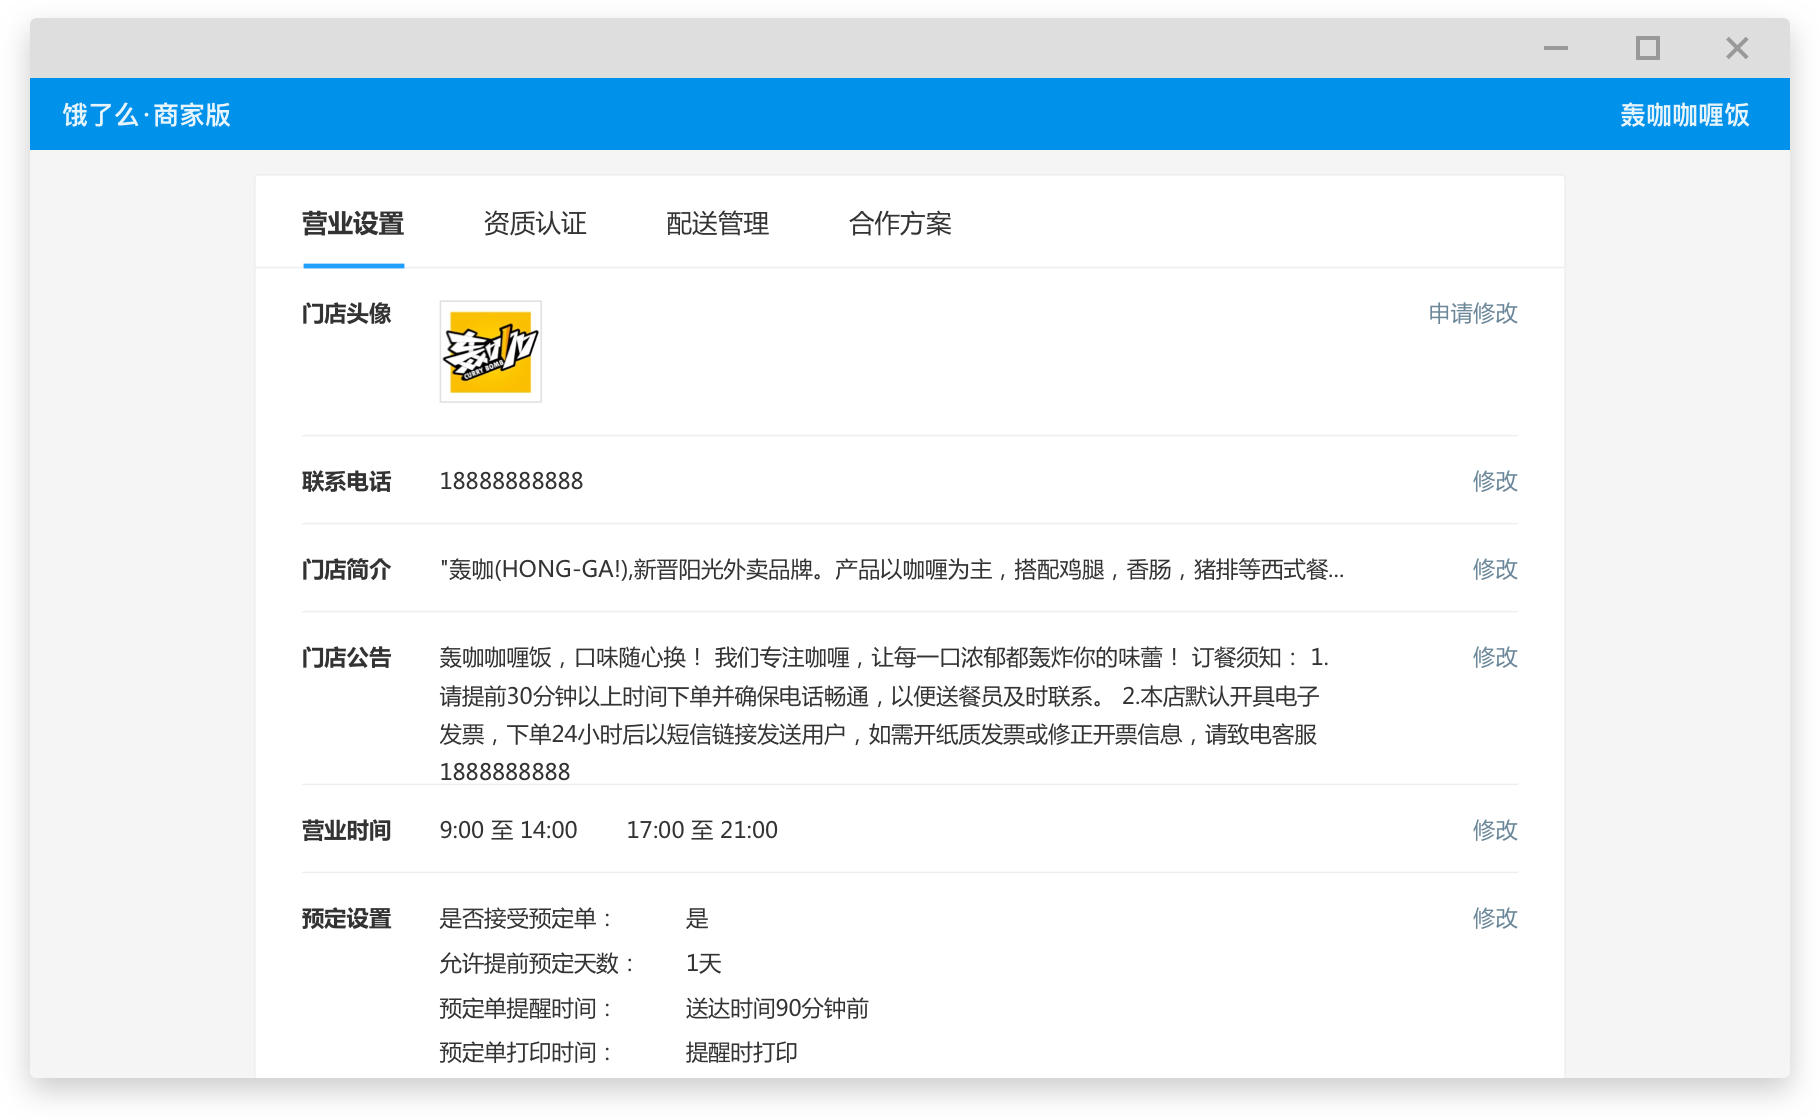 饿了么·商家版
轰咖咖喱饭
营业设置 资质认证 配送管理 合作方案
门店头像 申请修改
轰咖
CURRY BOMB
联系电话 18888888888 修改
门店简介 "轰咖(HONG-GA!),新晋阳光外卖品牌。产品以咖喱为主，搭配鸡腿，香肠，猪排等西式餐... 修改
门店公告 轰咖咖喱饭，口味随心换！ 我们专注咖喱，让每一口浓郁都轰炸你的味蕾！ 订餐须知： 1. 修改
请提前30分钟以上时间下单并确保电话畅通，以便送餐员及时联系。 2.本店默认开具电子
发票，下单24小时后以短信链接发送用户，如需开纸质发票或修正开票信息，请致电客服
1888888888
营业时间 9:00 至 14:00 17:00 至 21:00 修改
预定设置 是否接受预定单： 是 修改
允许提前预定天数： 1天
预定单提醒时间： 送达时间90分钟前
预定单打印时间： 提醒时打印